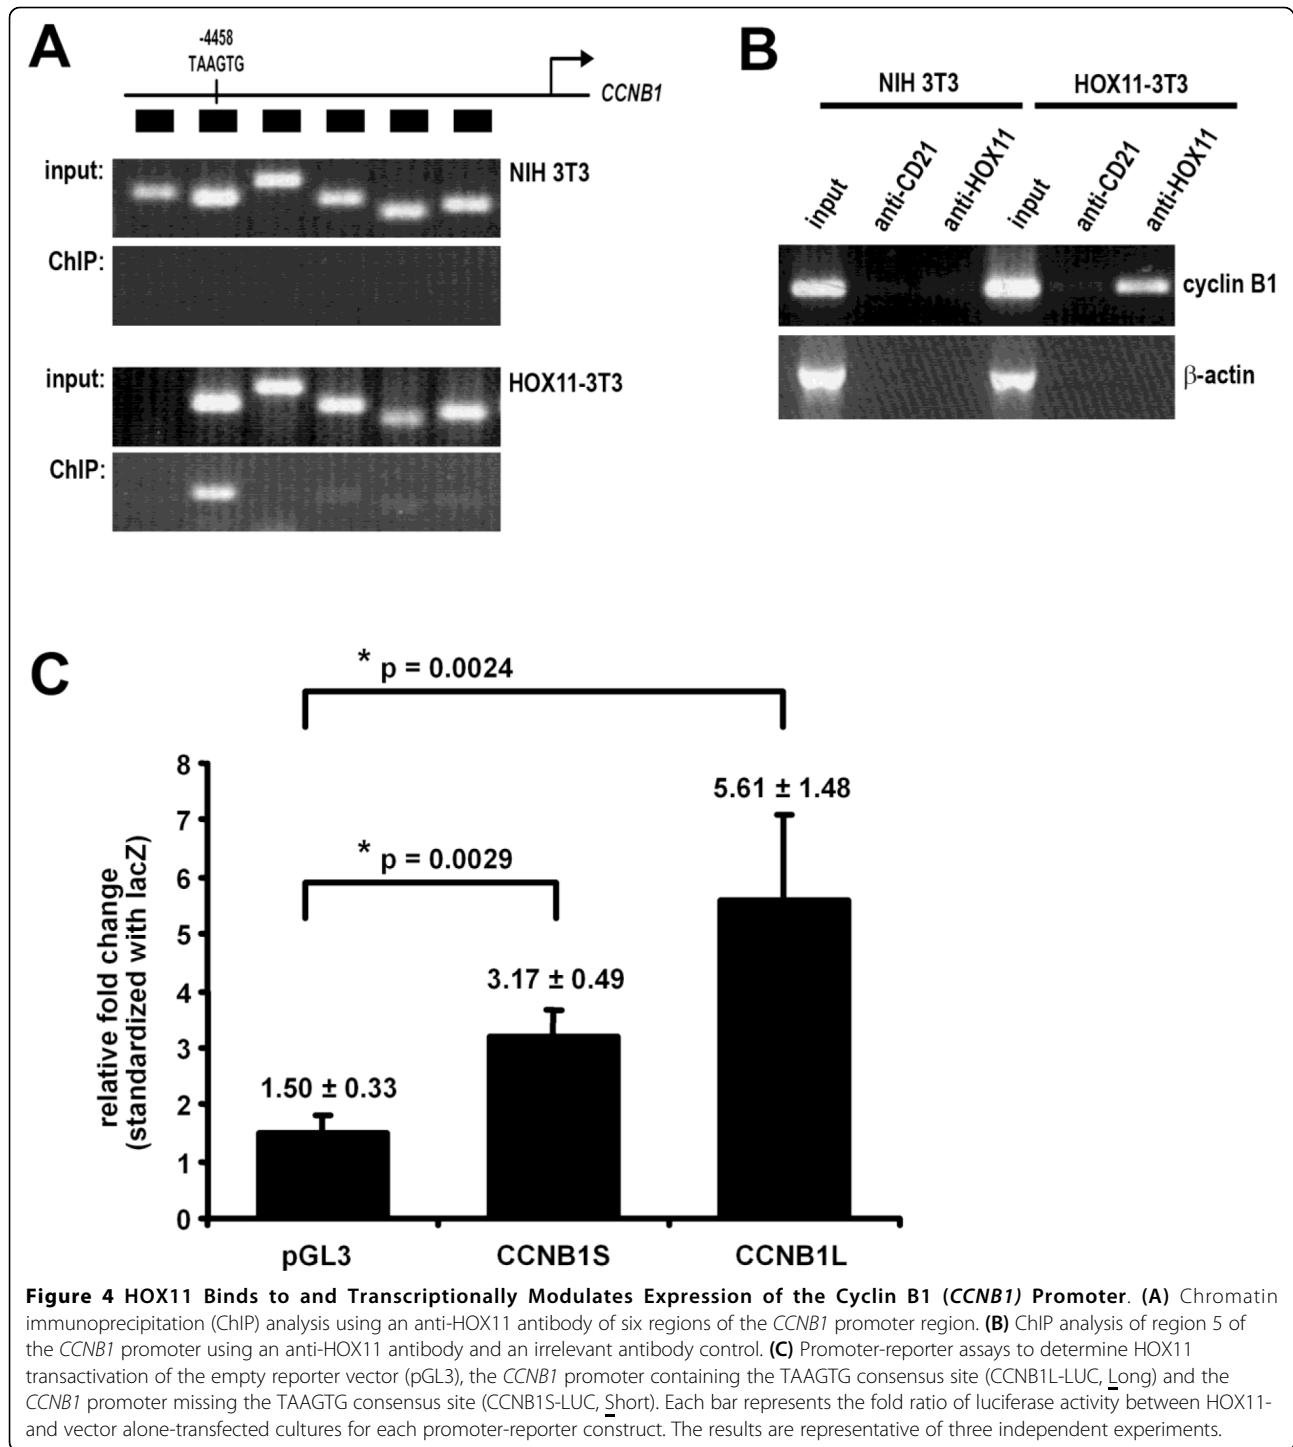 A
-4458
TAAGTG
CCNB1
input:
NIH 3T3
ChIP:
input:
HOX11-3T3
ChIP:
B
NIH 3T3
HOX11-3T3
input
anti-CD21
anti-HOX11
input
anti-CD21
anti-HOX11
cyclin B1
β-actin
C
* p = 0.0024
* p = 0.0029
relative fold change
(standardized with lacZ)
8
7
6
5
4
3
2
1
0
1.50 ± 0.33
3.17 ± 0.49
5.61 ± 1.48
pGL3
CCNB1S
CCNB1L
Figure 4 HOX11 Binds to and Transcriptionally Modulates Expression of the Cyclin B1 (CCNB1) Promoter. (A) Chromatin
immunoprecipitation (ChIP) analysis using an anti-HOX11 antibody of six regions of the CCNB1 promoter region. (B) ChIP analysis of region 5 of
the CCNB1 promoter using an anti-HOX11 antibody and an irrelevant antibody control. (C) Promoter-reporter assays to determine HOX11
transactivation of the empty reporter vector (pGL3), the CCNB1 promoter containing the TAAGTG consensus site (CCNB1L-LUC, Long) and the
CCNB1 promoter missing the TAAGTG consensus site (CCNB1S-LUC, Short). Each bar represents the fold ratio of luciferase activity between HOX11-
and vector alone-transfected cultures for each promoter-reporter construct. The results are representative of three independent experiments.